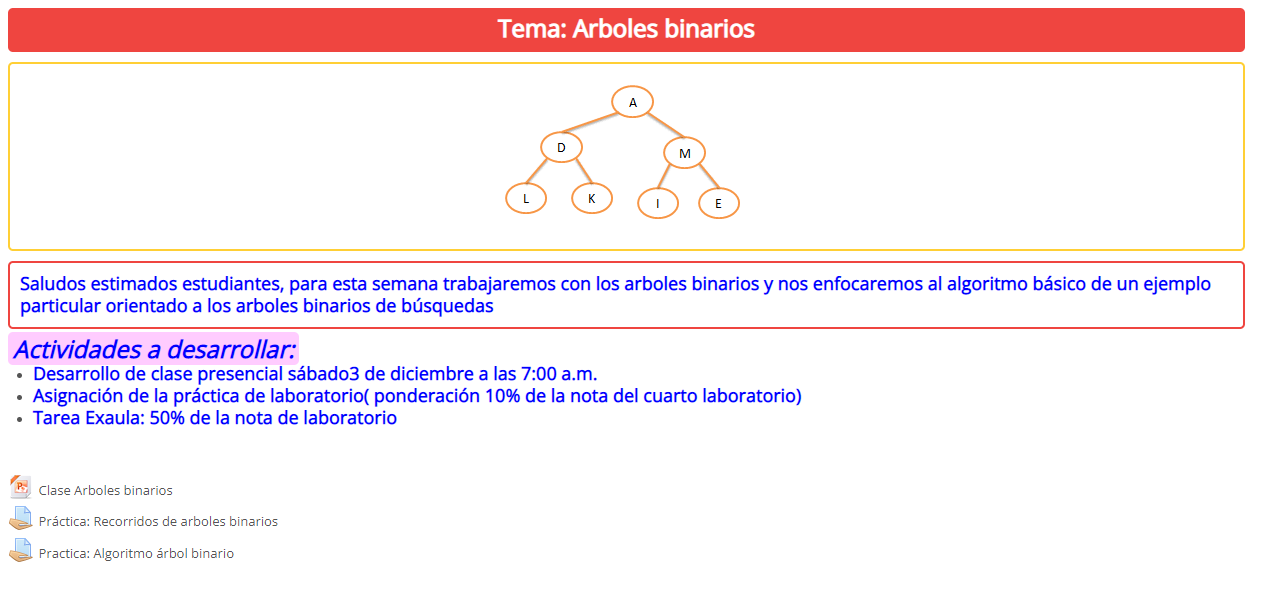 Tema: Arboles binarios
A
D
M
L
K
I
E
Saludos estimados estudiantes, para esta semana trabajaremos con los arboles binarios y nos enfocaremos al algoritmo básico de un ejemplo
particular orientado a los arboles binarios de búsquedas
Actividades a desarrollar:
Desarrollo de clase presencial sábado3 de diciembre a las 7:00 a.m.
Asignación de la práctica de laboratorio( ponderación 10% de la nota del cuarto laboratorio)
Tarea Exaula: 50% de la nota de laboratorio
Clase Arboles binarios
Práctica: Recorridos de arboles binarios
Practica: Algoritmo árbol binario